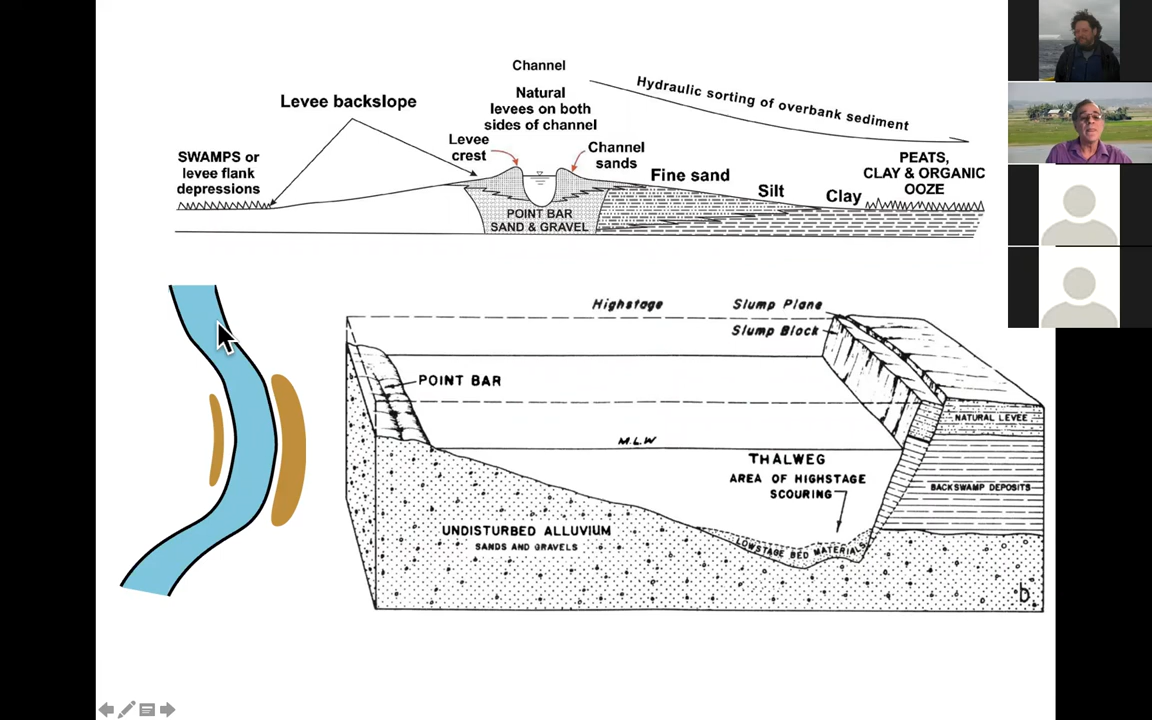 Channel
Hydraulic sorting of overbank sediment
Levee backslope
Natural
levees on both
sides of channel
Levee
crest
Channel
sands
SWAMPS or
levee flank
depressions
Fine sand
Silt
Clay
PEATS,
CLAY & ORGANIC
OOZE
POINT BAR
SAND & GRAVEL
Highstage
Slump Plane
Slump Block
POINT BAR
NATURAL LEVEE
M.L.W
THALWEG
AREA OF HIGHSTAGE
SCOURING
BACKSWAMP DEPOSITS
UNDISTURBED ALLUVIUM
SANDS AND GRAVELS
LOWSTAGE BED MATERIALS
b